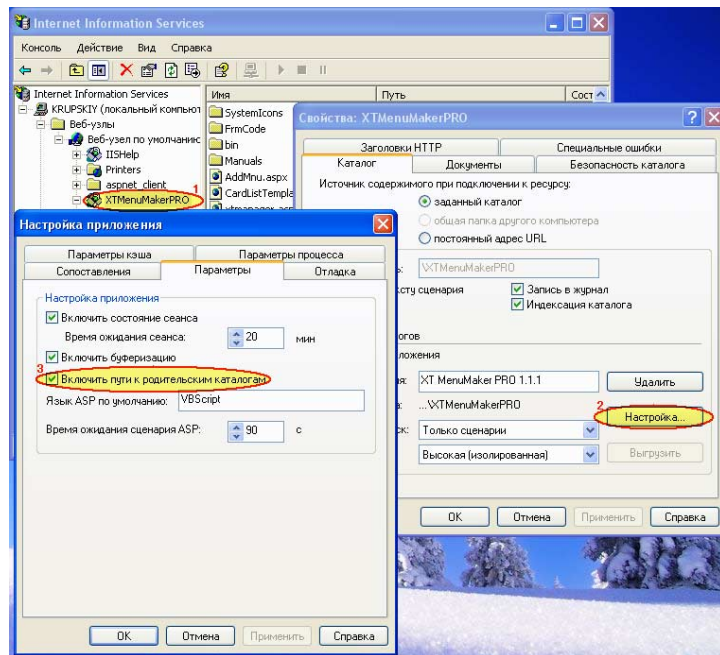 Internet Information Services
Консоль Действие Вид Справка
Internet Information Services
KRUPSKIY (локальный компьют
Веб-узлы
Веб-узел по умолчанию
IISHelp
Printers
aspnet_client
1
XTMenuMakerPRO
Имя Путь Сост
SystemIcons
FrmCode
bin
Manuals
AddMnu.aspx
CardListTempla
xtmanager.asp
Свойства: XTMenuMakerPRO
Заголовки HTTP Специальные ошибки
Каталог Документы Безопасность каталога
Источник содержимого при подключении к ресурсу:
заданный каталог
общая папка другого компьютера
постоянный адрес URL
\XTMenuMakerPRO
сту сценария Запись в журнал
Индексация каталога
огов
ложения
я: XT MenuMaker PRO 1.1.1 Удалить
а: ...\XTMenuMakerPRO
2
Настройка...
ск: Только сценарии
Высокая (изолированная) Выгрузить
OK Отмена Применить Справка
Настройка приложения
Параметры кэша Параметры процесса
Сопоставления Параметры Отладка
Настройка приложения
Включить состояние сеанса
Время ожидания сеанса: 20 мин
Включить буферизацию
3
Включить пути к родительским каталогам
Язык ASP по умолчанию: VBScript
Время ожидания сценария ASP: 90 с
OK Отмена Применить Справка